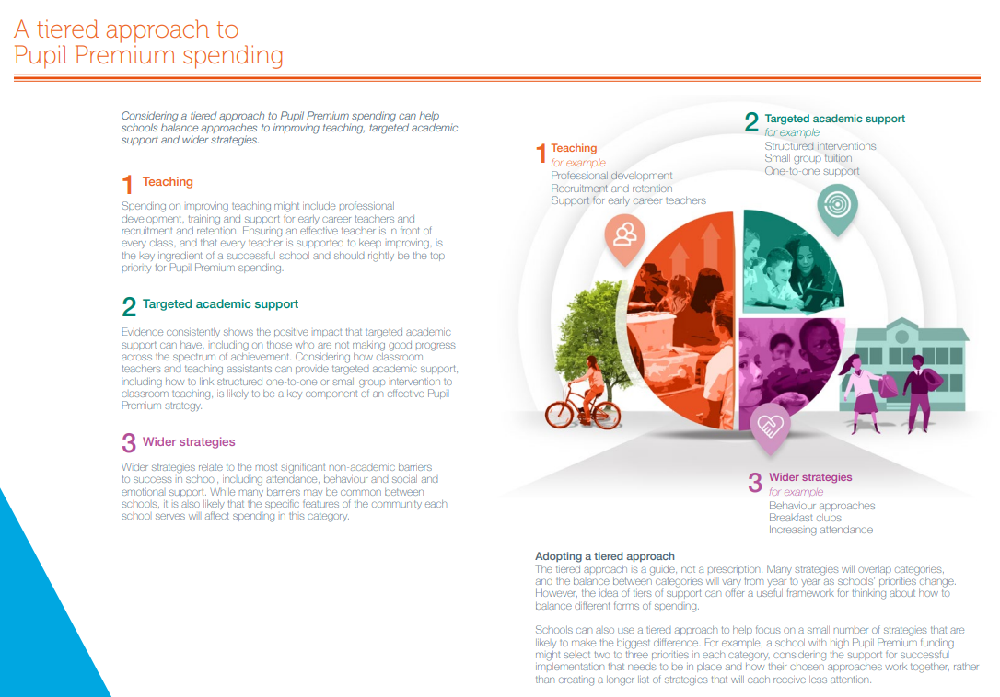 A tiered approach to
Pupil Premium spending
Considering a tiered approach to Pupil Premium spending can help
schools balance approaches to improving teaching, targeted academic
support and wider strategies.
1 Teaching
Spending on improving teaching might include professional
development, training and support for early career teachers and
recruitment and retention. Ensuring an effective teacher is in front of
every class, and that every teacher is supported to keep improving, is
the key ingredient of a successful school and should rightly be the top
priority for Pupil Premium spending.
2 Targeted academic support
Evidence consistently shows the positive impact that targeted academic
support can have, including on those who are not making good progress
across the spectrum of achievement. Considering how classroom
teachers and teaching assistants can provide targeted academic support,
including how to link structured one-to-one or small group intervention to
classroom teaching, is likely to be a key component of an effective Pupil
Premium strategy.
3 Wider strategies
Wider strategies relate to the most significant non-academic barriers
to success in school, including attendance, behaviour and social and
emotional support. While many barriers may be common between
schools, it is also likely that the specific features of the community each
school serves will affect spending in this category.
1 Teaching
for example
Professional development
Recruitment and retention
Support for early career teachers
2 Targeted academic support
for example
Structured interventions
Small group tuition
One-to-one support
3 Wider strategies
for example
Behaviour approaches
Breakfast clubs
Increasing attendance
Adopting a tiered approach
The tiered approach is a guide, not a prescription. Many strategies will overlap categories,
and the balance between categories will vary from year to year as schools' priorities change.
However, the idea of tiers of support can offer a useful framework for thinking about how to
balance different forms of spending.
Schools can also use a tiered approach to help focus on a small number of strategies that are
likely to make the biggest difference. For example, a school with high Pupil Premium funding
might select two to three priorities in each category, considering the support for successful
implementation that needs to be in place and how their chosen approaches work together, rather
than creating a longer list of strategies that will each receive less attention.